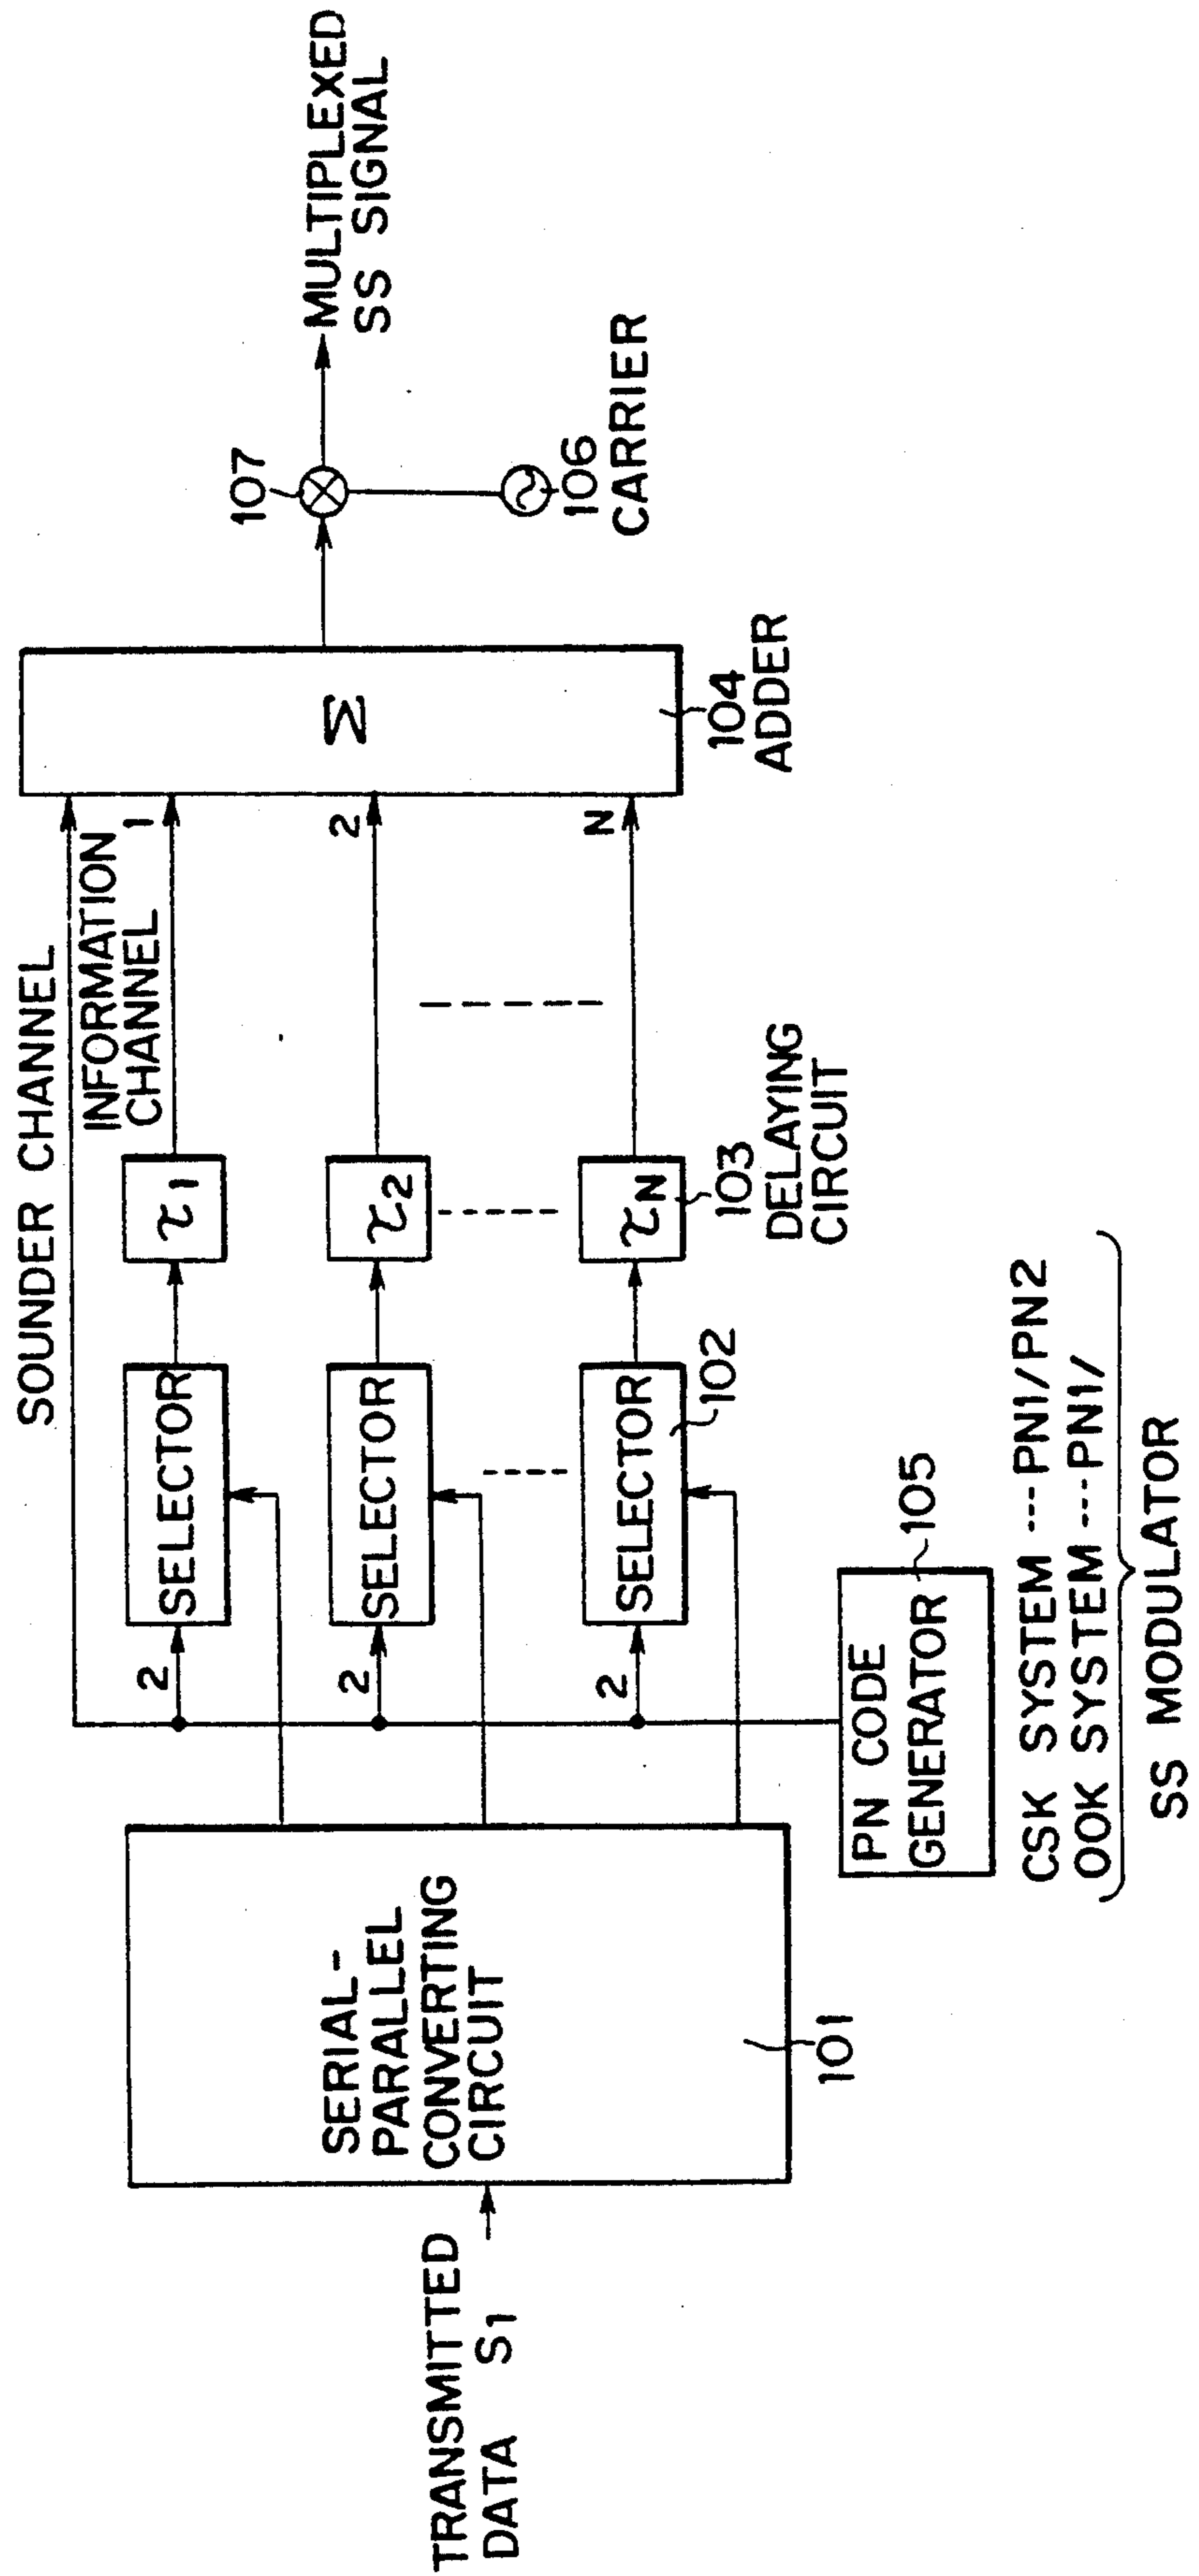 TRANSMITTED
DATA S1
SERIAL-
PARALLEL
CONVERTING
CIRCUIT
101
SOUNDER CHANNEL
2
SELECTOR
τ1
INFORMATION
CHANNEL 1
2
SELECTOR
τ2
2
2
SELECTOR
102
τN
103
DELAYING
CIRCUIT
N
Σ
104
ADDER
107
106
CARRIER
MULTIPLEXED
SS SIGNAL
PN CODE
GENERATOR
105
CSK SYSTEM ---PN1/PN2
OOK SYSTEM ---PN1/
SS MODULATOR